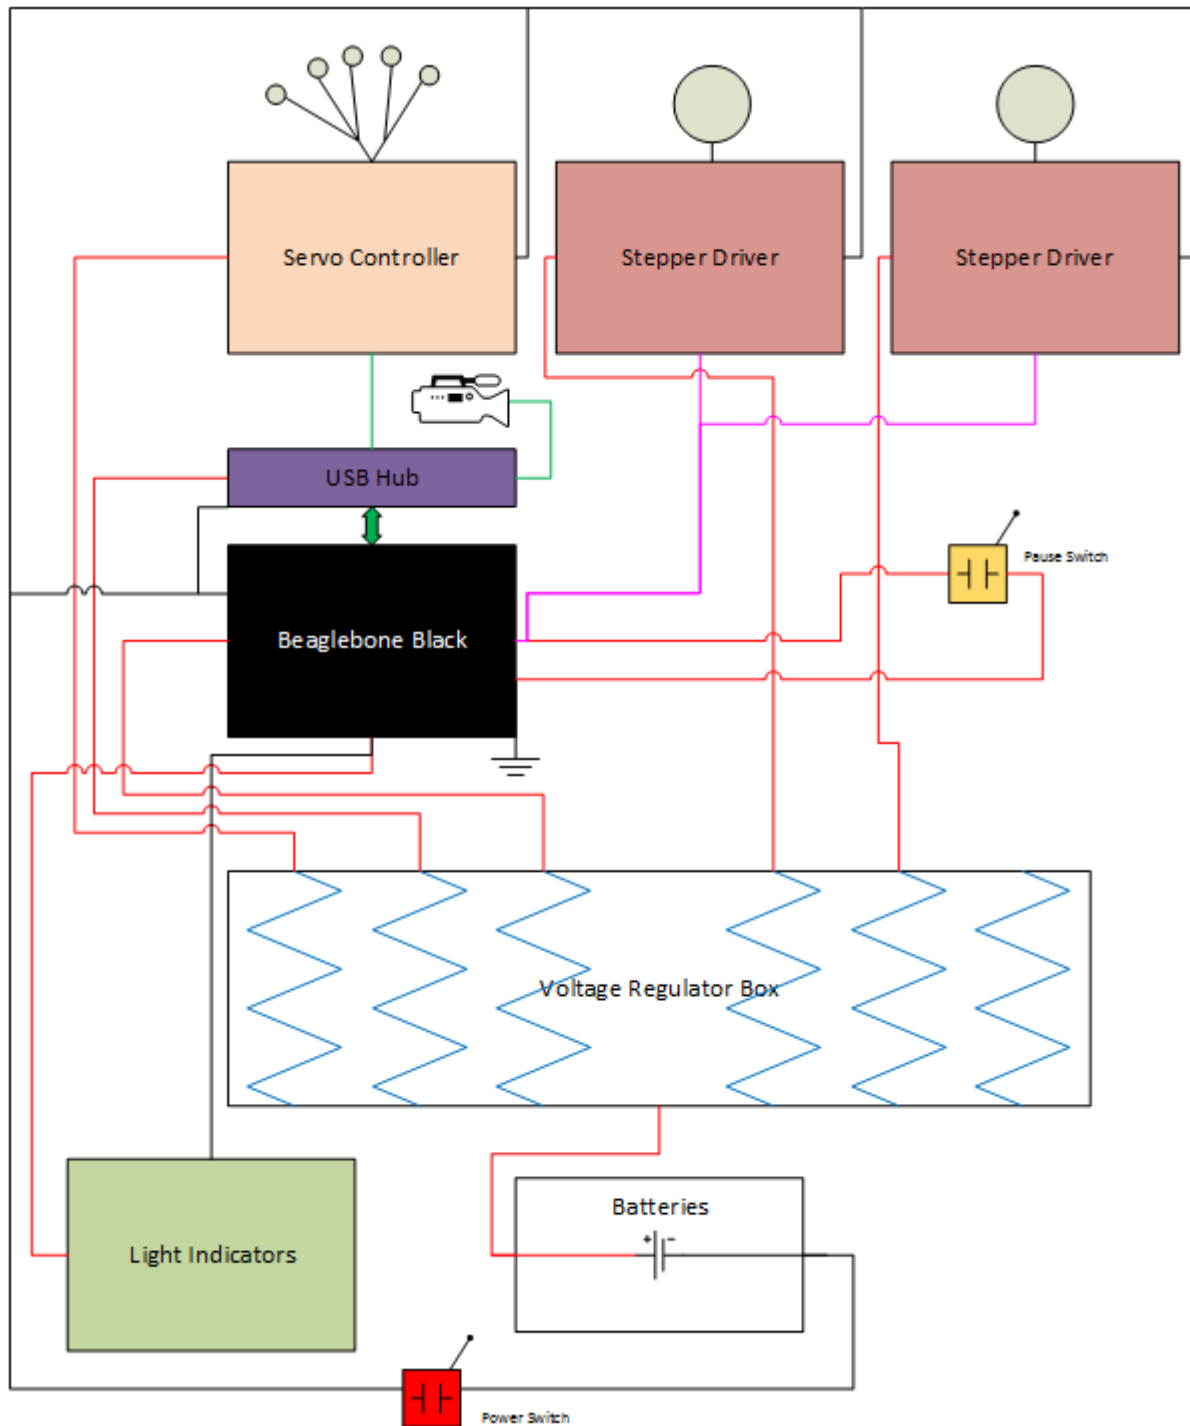 Servo Controller
Stepper Driver
Stepper Driver
USB Hub
Pause Switch
Beaglebone Black
Voltage Regulator Box
Batteries
+ -
Light Indicators
Power Switch